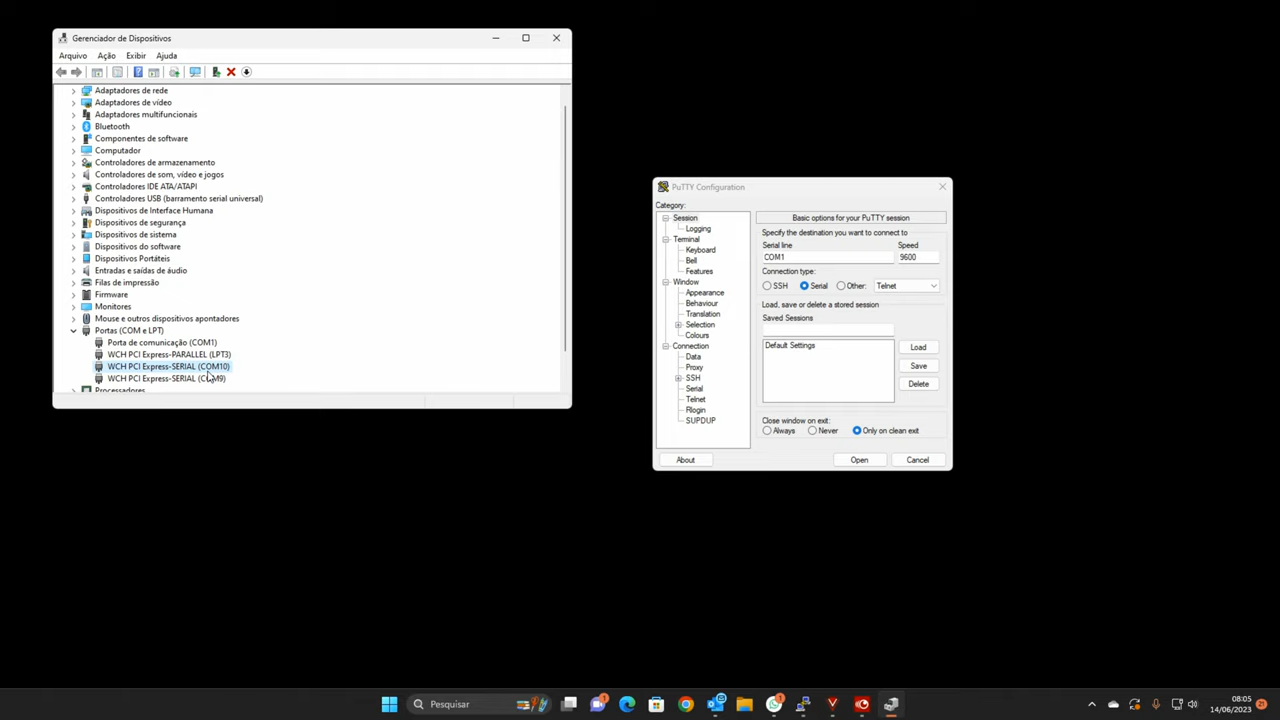 Gerenciador de Dispositivos
Arquivo Ação Exibir Ajuda
Adaptadores de rede
Adaptadores de vídeo
Adaptadores multifuncionais
Bluetooth
Componentes de software
Computador
Controladores de armazenamento
Controladores de som, vídeo e jogos
Controladores IDE ATA/ATAPI
Controladores USB (barramento serial universal)
Dispositivos de Interface Humana
Dispositivos de segurança
Dispositivos de sistema
Dispositivos do software
Dispositivos Portáteis
Entradas e saídas de áudio
Filas de impressão
Firmware
Monitores
Mouse e outros dispositivos apontadores
Portas (COM e LPT)
Porta de comunicação (COM1)
WCH PCI Express-PARALLEL (LPT3)
WCH PCI Express-SERIAL (COM10)
WCH PCI Express-SERIAL (COM9)
Processadores
PuTTY Configuration
Category:
Session
Logging
Terminal
Keyboard
Bell
Features
Window
Appearance
Behaviour
Translation
Selection
Colours
Connection
Data
Proxy
SSH
Serial
Telnet
Rlogin
SUPDUP
Basic options for your PuTTY session
Specify the destination you want to connect to
Serial line Speed
COM1 9600
Connection type:
SSH Serial Other: Telnet
Load, save or delete a stored session
Saved Sessions
Default Settings
Load
Save
Delete
Close window on exit:
Always Never Only on clean exit
About Open Cancel
Pesquisar
08:05
14/06/2023